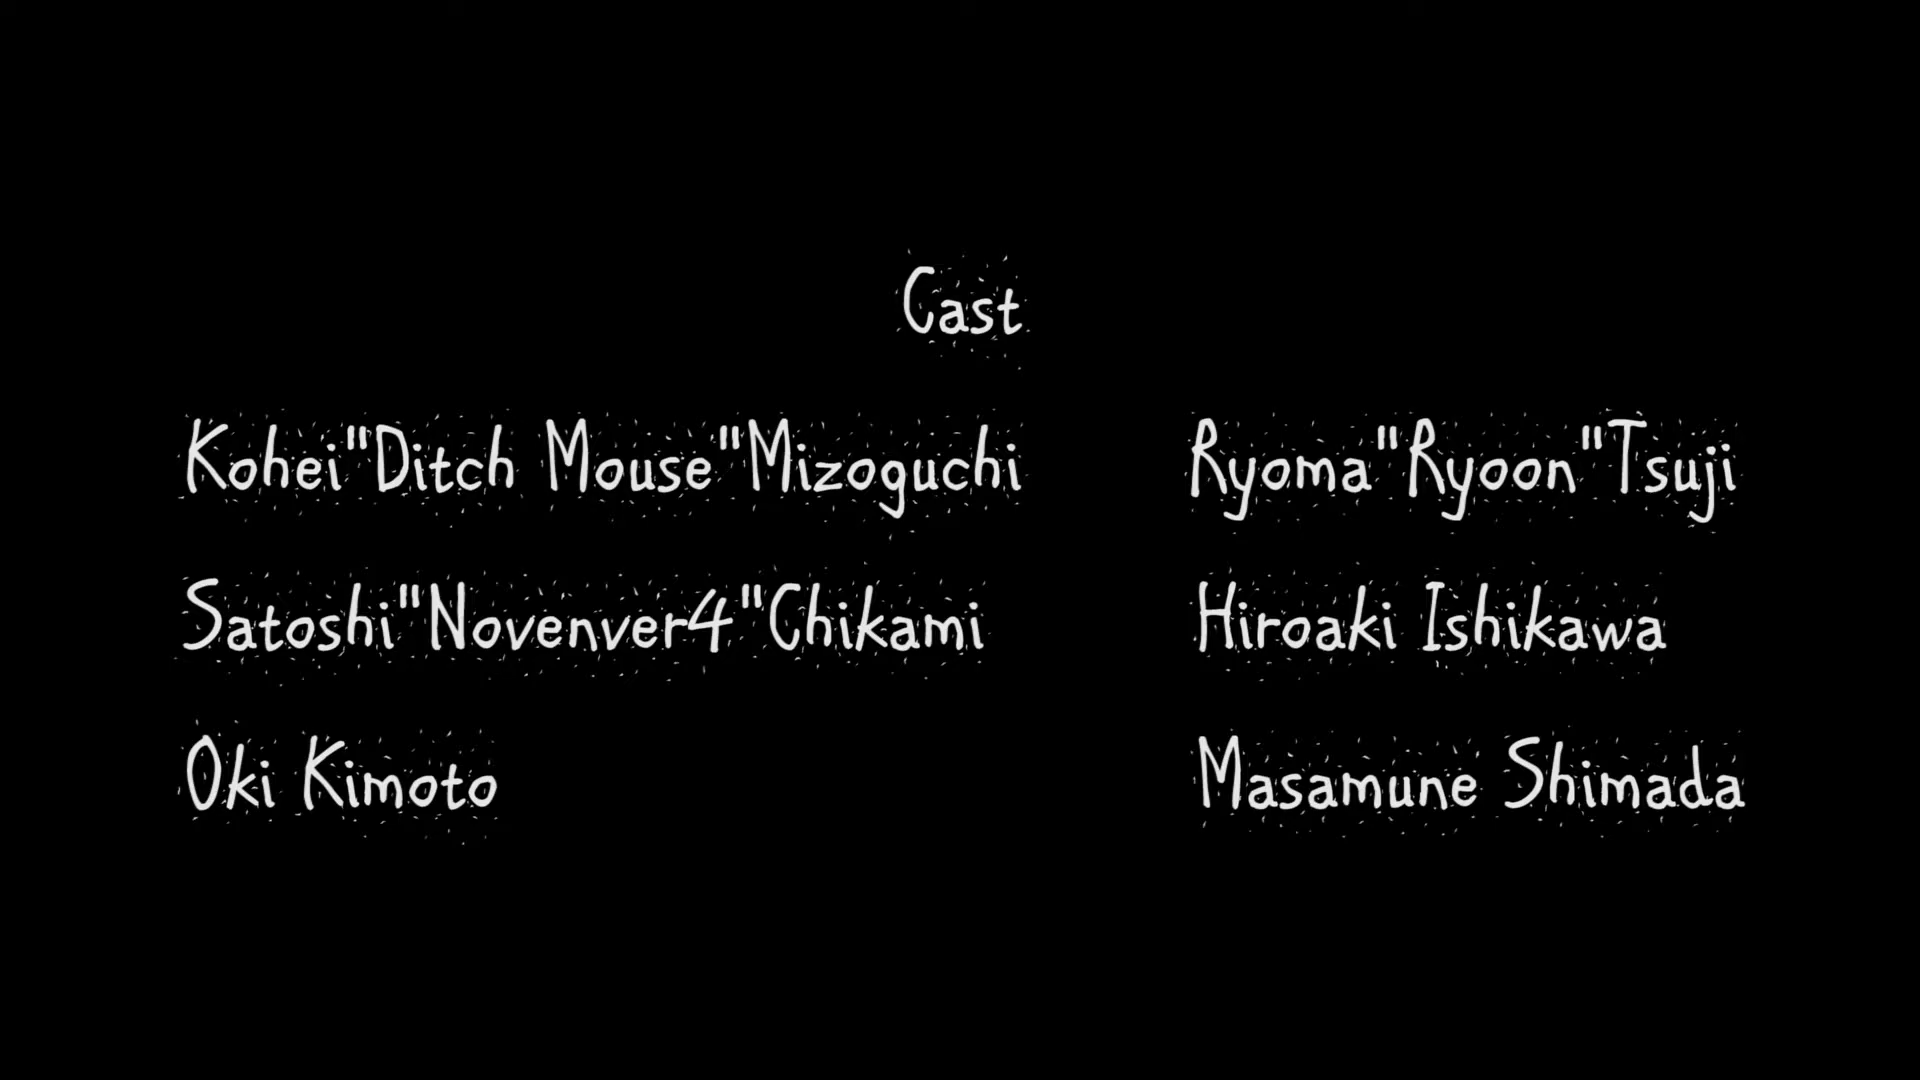 Cast
Kohei"Ditch Mouse"Mizoguchi
Ryoma"Ryoon"Tsuji
Satoshi"Novenver4"Chikami
Hiroaki Ishikawa
Oki Kimoto
Masamune Shimada